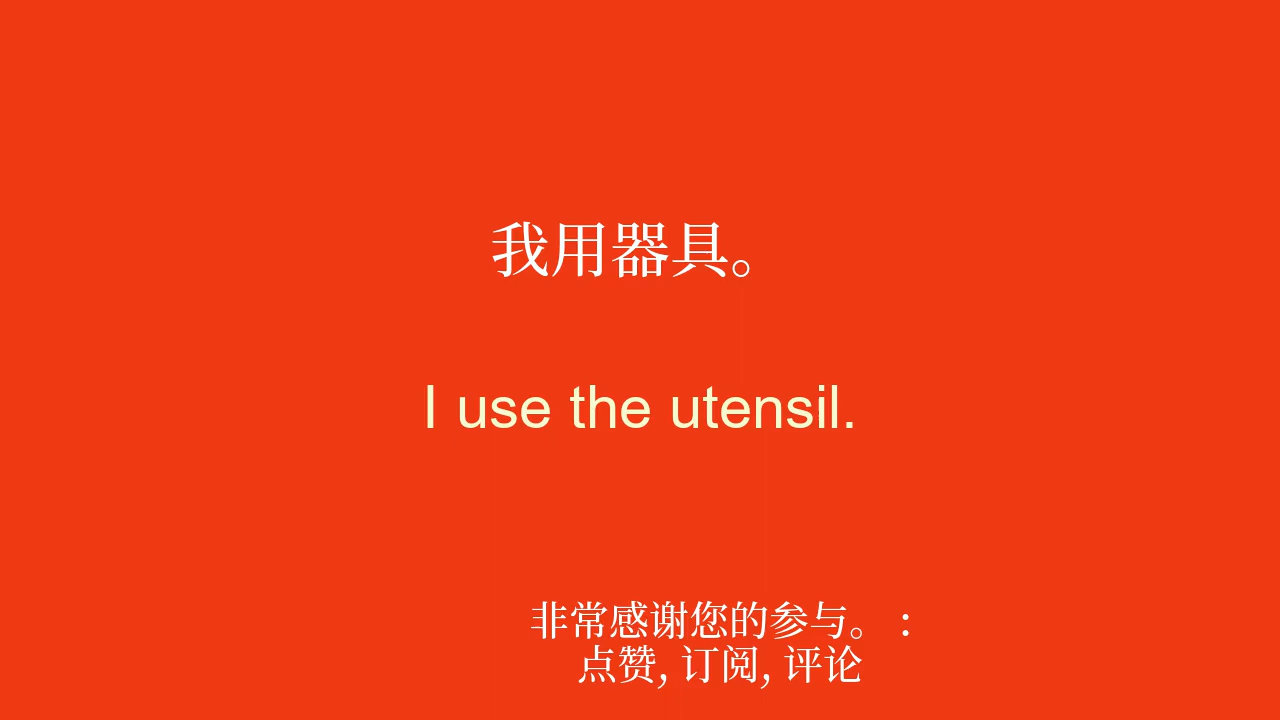 我用器具。
I use the utensil.
非常感谢您的参与。 :
点赞, 订阅, 评论